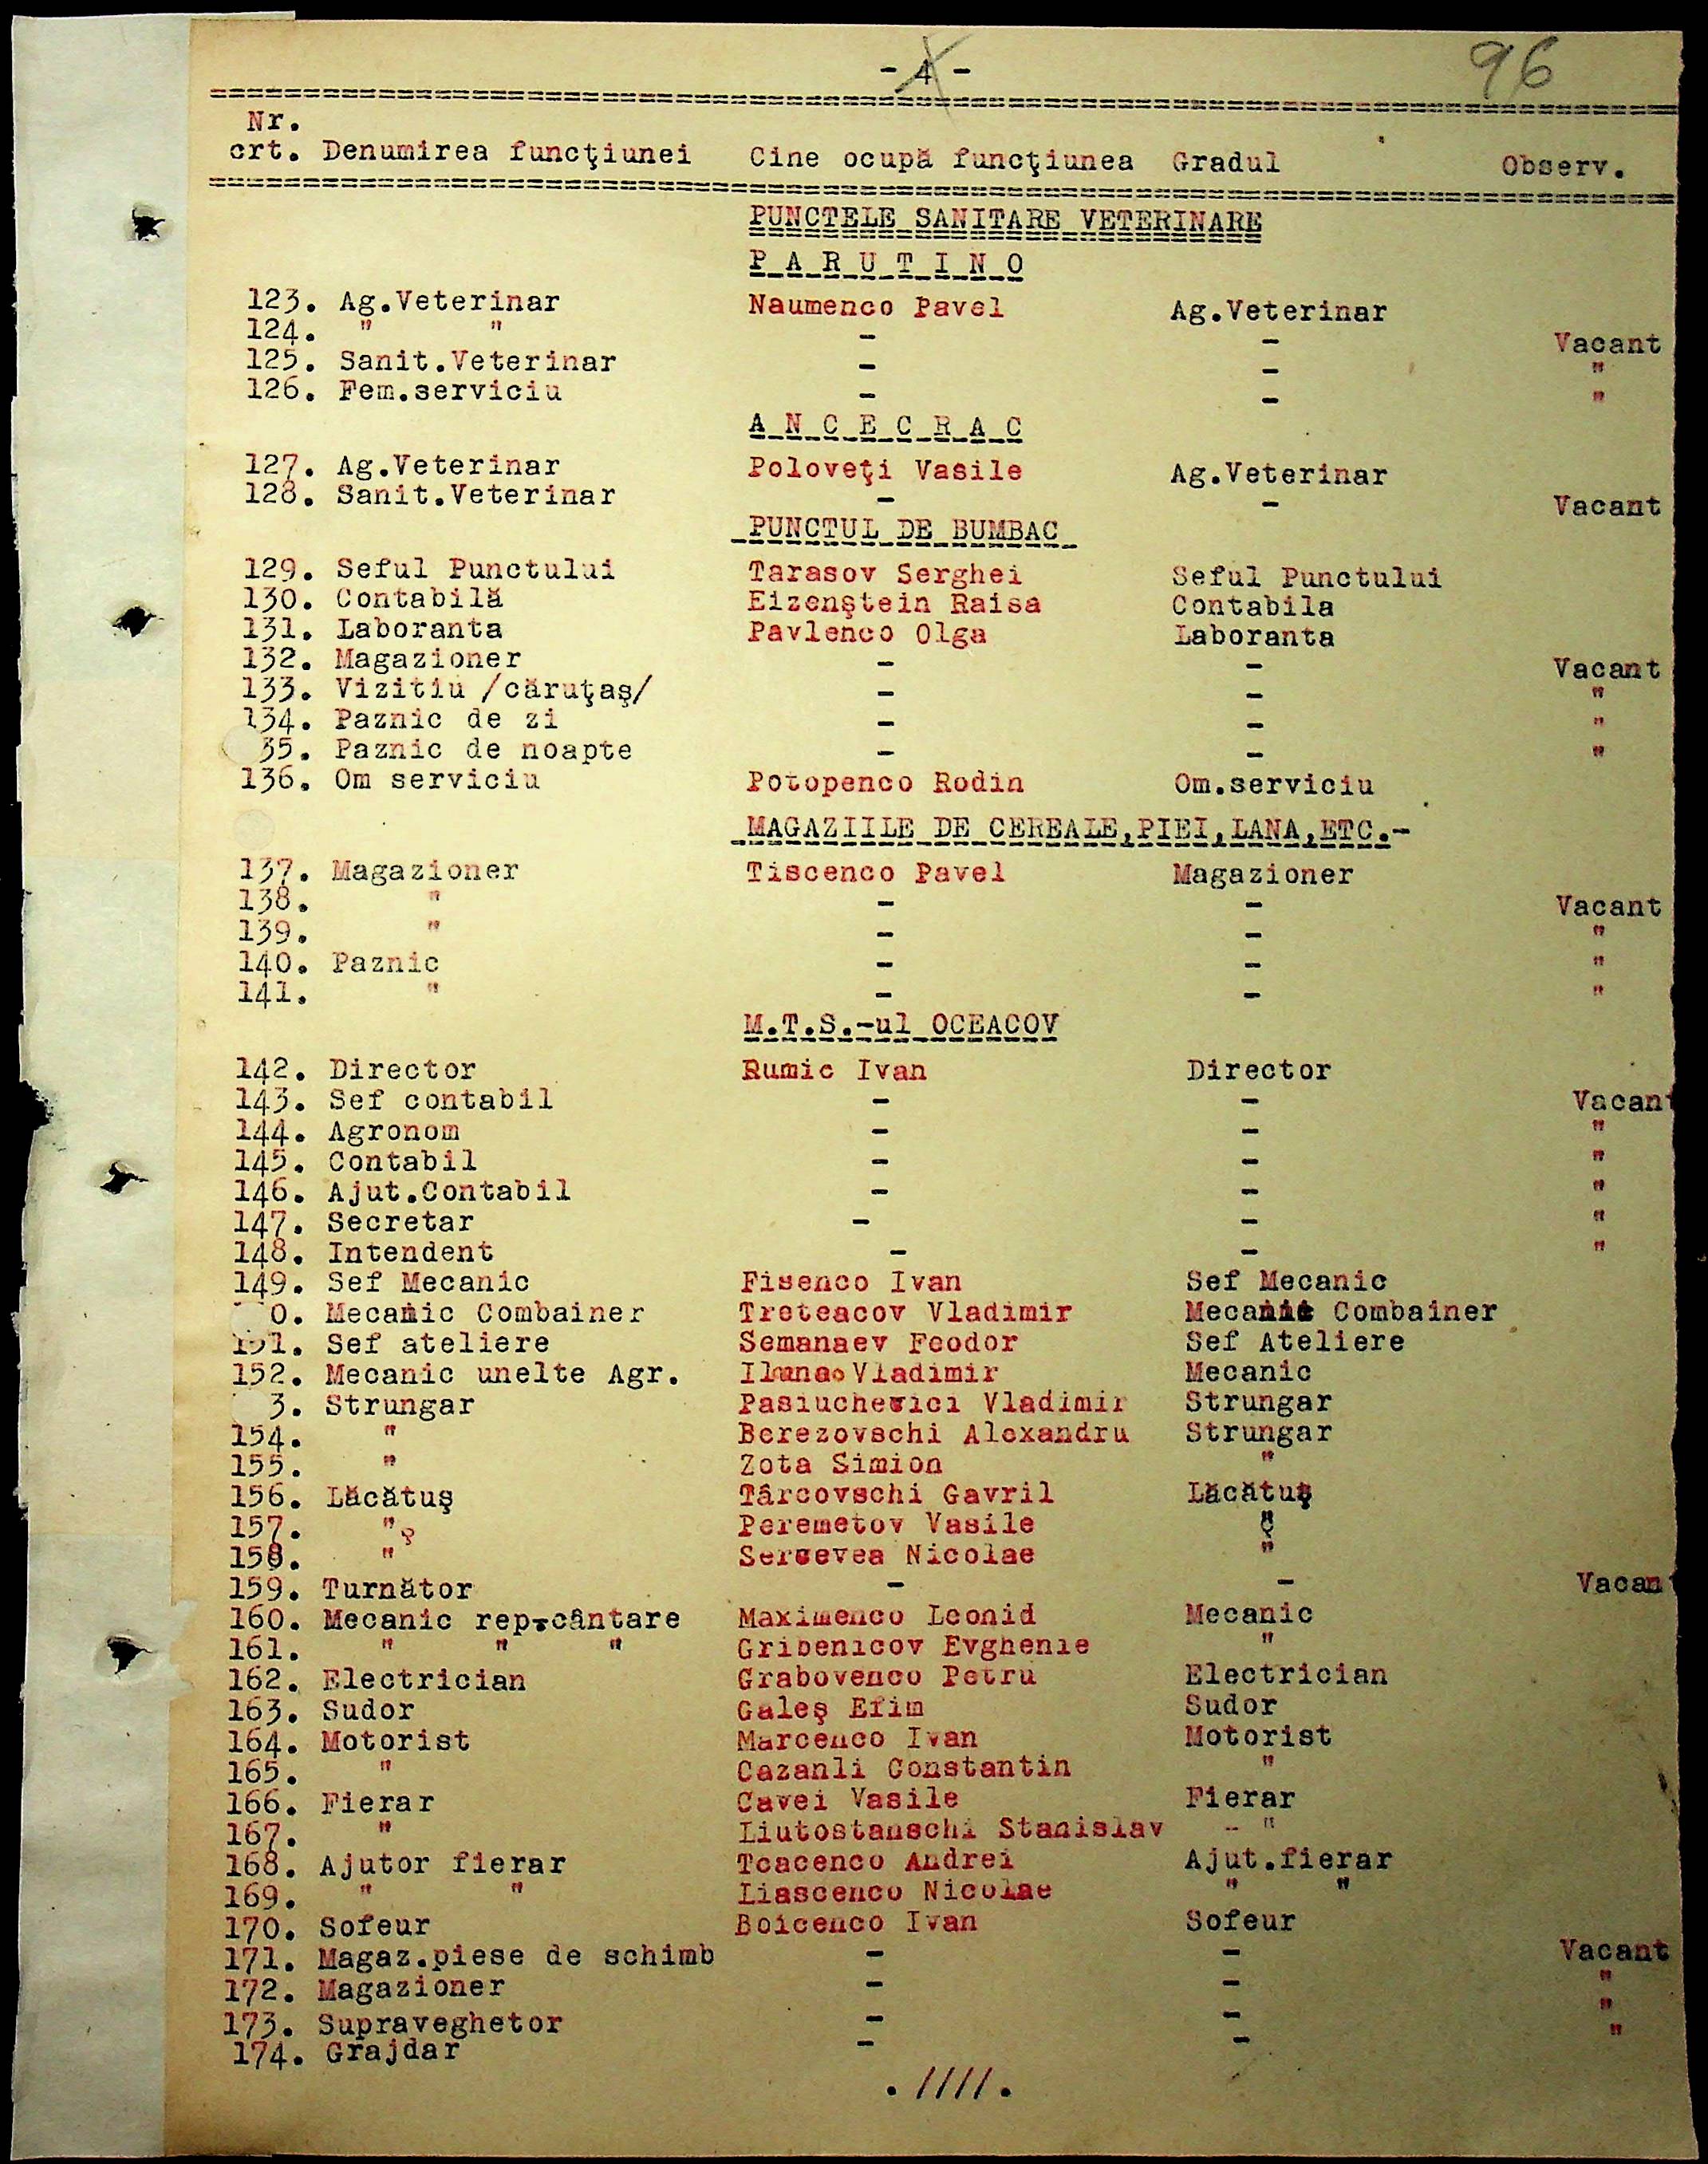 - 4 -
96
Nr.
crt. Denumirea funcţiunei Cine ocupă funcţiunea Gradul Observ.
PUNCTELE SANITARE VETERINARE
P A R U T I N O
123. Ag.Veterinar Naumenco Pavel Ag.Veterinar
124. " " - - Vacant
125. Sanit.Veterinar - - "
126. Fem.serviciu - - "
A N C E C R A C
127. Ag.Veterinar Poloveţi Vasile Ag.Veterinar
128. Sanit.Veterinar - - Vacant
PUNCTUL DE BUMBAC
129. Seful Punctului Tarasov Serghei Seful Punctului
130. Contabilă Eizenştein Raisa Contabila
131. Laboranta Pavlenco Olga Laboranta
132. Magazioner - - Vacant
133. Vizitiu /căruţaş/ - - "
134. Paznic de zi - - "
35. Paznic de noapte - - "
136. Om serviciu Potopenco Rodin Om.serviciu
MAGAZIILE DE CEREALE,PIEI,LANA,ETC.-
137. Magazioner Tiscenco Pavel Magazioner
138. " - - Vacant
139. " - - "
140. Paznic - - "
141. " - - "
M.T.S.-ul OCEACOV
142. Director Rumic Ivan Director
143. Sef contabil - - Vacant
144. Agronom - - "
145. Contabil - - "
146. Ajut.Contabil - - "
147. Secretar - - "
148. Intendent - - "
149. Sef Mecanic Fisenco Ivan Sef Mecanic
0. Mecanic Combainer Treteacov Vladimir Mecanic Combainer
151. Sef ateliere Semanaev Feodor Sef Ateliere
152. Mecanic unelte Agr. Vladimir Mecanic
3. Strungar Pasiuchevici Vladimir Strungar
154. " Berezovschi Alexandru Strungar
155. " Zota Simion "
156. Lăcătuş Târcovschi Gavril Lăcătuş
157. " Peremetov Vasile "
158. " Nicolae "
159. Turnător - - Vacan
160. Mecanic rep.cântare Maximenco Leonid Mecanic
161. " " " Gribenicov Evghenie "
162. Electrician Grabovenco Petru Electrician
163. Sudor Galeş Efim Sudor
164. Motorist Marcenco Ivan Motorist
165. " Cazanli Constantin "
166. Fierar Cavei Vasile Fierar
167. " Liutostanschi Stanislav - "
168. Ajutor fierar Tcacenco Andrei Ajut.fierar
169. " " Liascenco Nicolae " "
170. Sofeur Boicenco Ivan Sofeur
171. Magaz.piese de schimb - - Vacant
172. Magazioner - - "
173. Supraveghetor - - "
174. Grajdar - - "
. //// .